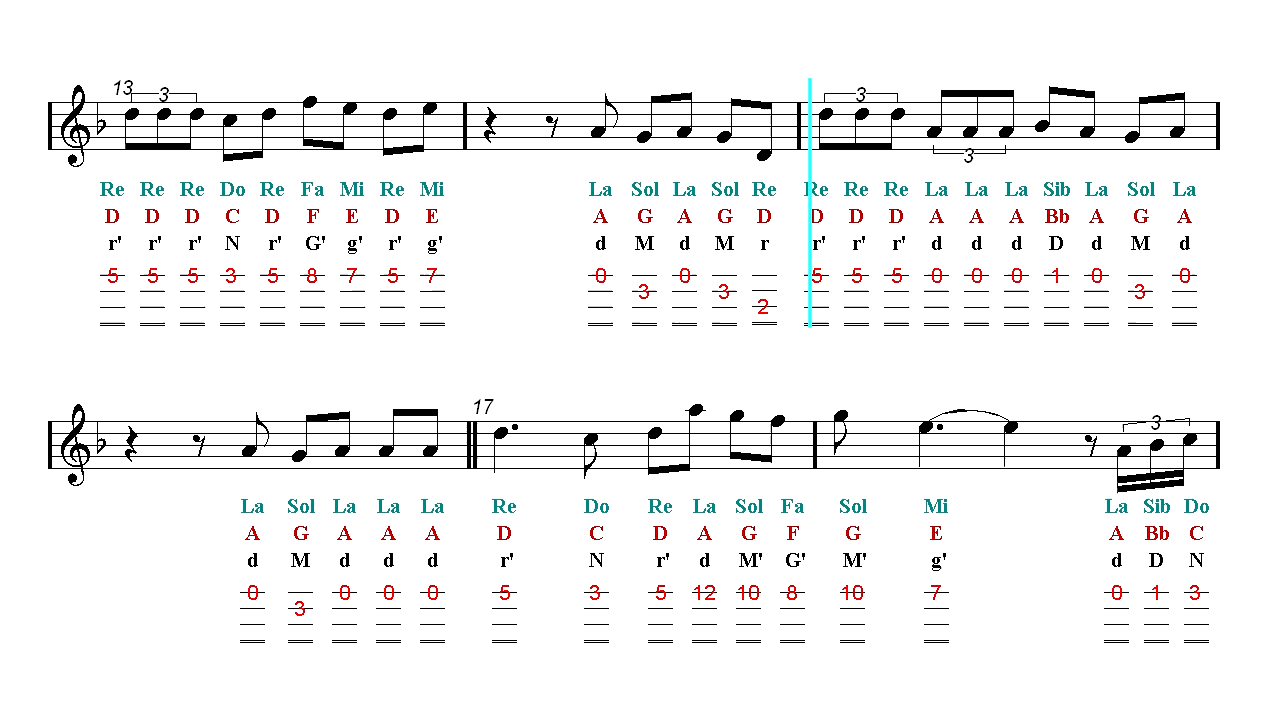 13 3 3 3
Re Re Re Do Re Fa Mi Re Mi La Sol La Sol Re Re Re Re La La La Sib La Sol La
D D D C D F E D E A G A G D D D D A A A Bb A G A
r' r' r' N r' G' g' r' g' d M d M r r' r' r' d d d D d M d
5 5 5 3 5 8 7 5 7 0 3 0 3 2 5 5 5 0 0 0 1 0 3 0
17 3
La Sol La La La Re Do Re La Sol Fa Sol Mi La Sib Do
A G A A A D C D A G F G E A Bb C
d M d d d r' N r' d M' G' M' g' d D N
0 3 0 0 0 5 3 5 12 10 8 10 7 0 1 3